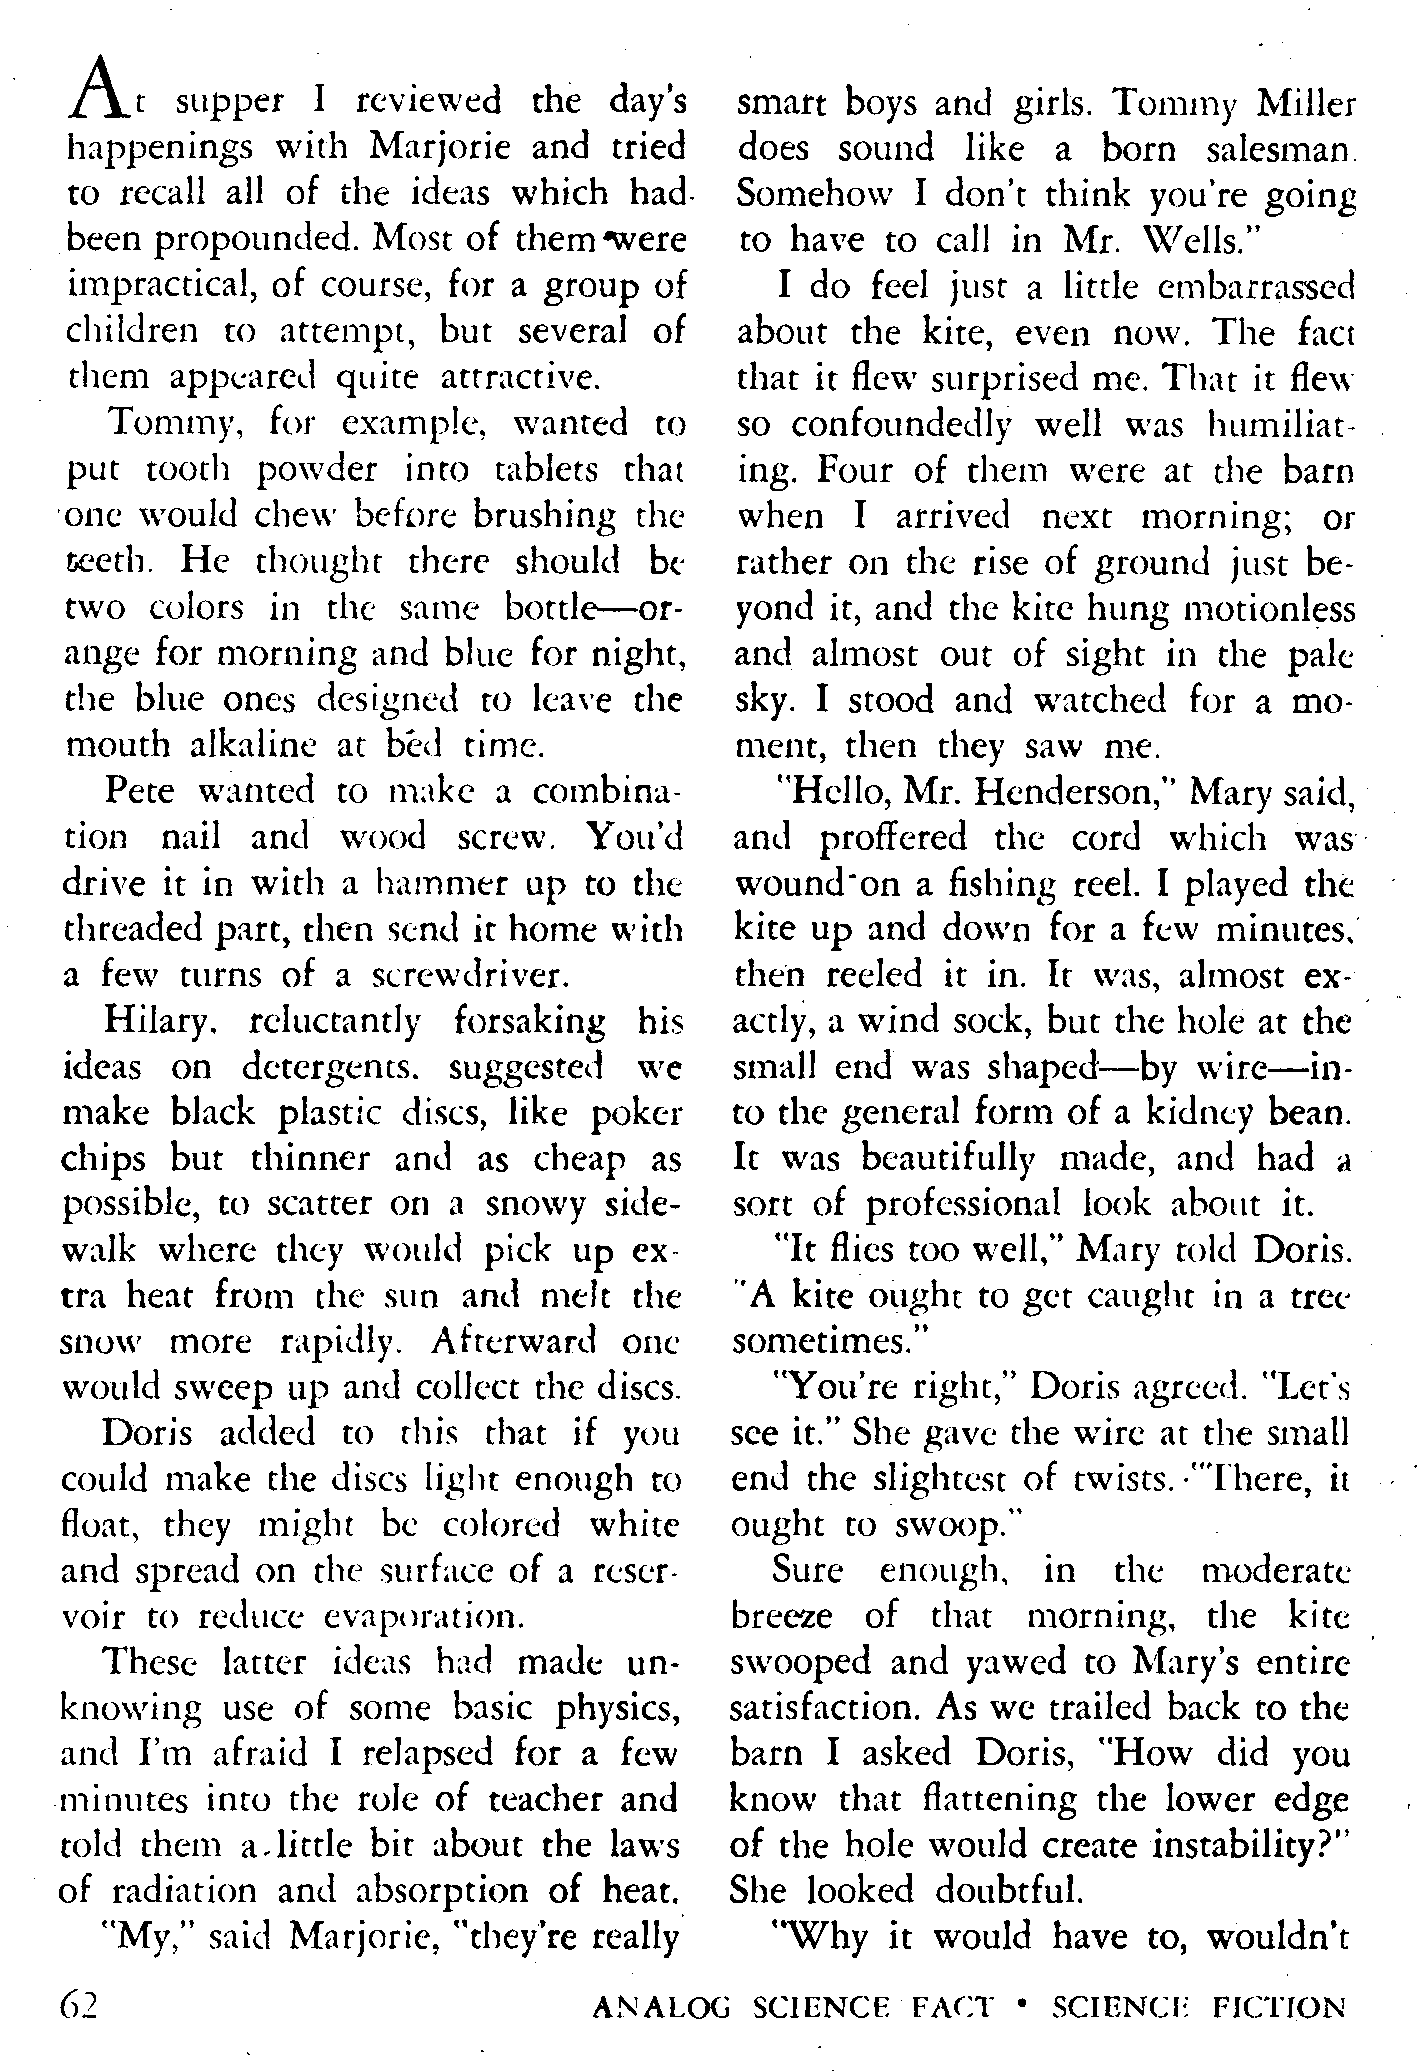 At supper I reviewed the day's
happenings with Marjorie and tried
to recall all of the ideas which had
been propounded. Most of them were
impractical, of course, for a group of
children to attempt, but several of
them appeared quite attractive.
Tommy, for example, wanted to
put tooth powder into tablets that
one would chew before brushing the
teeth. He thought there should be
two colors in the same bottle—or-
ange for morning and blue for night,
the blue ones designed to leave the
mouth alkaline at bed time.
Pete wanted to make a combina-
tion nail and wood screw. You'd
drive it in with a hammer up to the
threaded part, then send it home with
a few turns of a screwdriver.
Hilary, reluctantly forsaking his
ideas on detergents, suggested we
make black plastic discs, like poker
chips but thinner and as cheap as
possible, to scatter on a snowy side-
walk where they would pick up ex-
tra heat from the sun and melt the
snow more rapidly. Afterward one
would sweep up and collect the discs.
Doris added to this that if you
could make the discs light enough to
float, they might be colored white
and spread on the surface of a reser-
voir to reduce evaporation.
These latter ideas had made un-
knowing use of some basic physics,
and I'm afraid I relapsed for a few
minutes into the role of teacher and
told them a little bit about the laws
of radiation and absorption of heat.
"My," said Marjorie, "they're really
smart boys and girls. Tommy Miller
does sound like a born salesman.
Somehow I don't think you're going
to have to call in Mr. Wells."
I do feel just a little embarrassed
about the kite, even now. The fact
that it flew surprised me. That it flew
so confoundedly well was humiliat-
ing. Four of them were at the barn
when I arrived next morning; or
rather on the rise of ground just be-
yond it, and the kite hung motionless
and almost out of sight in the pale
sky. I stood and watched for a mo-
ment, then they saw me.
"Hello, Mr. Henderson," Mary said,
and proffered the cord which was
wound on a fishing reel. I played the
kite up and down for a few minutes,
then reeled it in. It was, almost ex-
actly, a wind sock, but the hole at the
small end was shaped—by wire—in-
to the general form of a kidney bean.
It was beautifully made, and had a
sort of professional look about it.
"It flies too well," Mary told Doris.
"A kite ought to get caught in a tree
sometimes."
"You're right," Doris agreed. "Let's
see it." She gave the wire at the small
end the slightest of twists. "There, it
ought to swoop."
Sure enough, in the moderate
breeze of that morning, the kite
swooped and yawed to Mary's entire
satisfaction. As we trailed back to the
barn I asked Doris, "How did you
know that flattening the lower edge
of the hole would create instability?"
She looked doubtful.
"Why it would have to, wouldn't
62
ANALOG SCIENCE FACT • SCIENCE FICTION